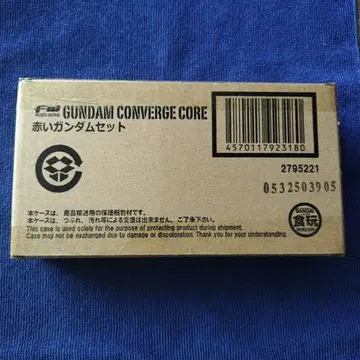 FW GUNDAM CONVERGE CORE
FUSION WORKS
赤いガンダムセット
4570117923180
2795221
0532503905
本ケースは、商品輸送用の保護梱包材です。
本ケースは、つぶれ、汚れ等による交換は出来ません。ご了承下さい。
This case is used solely for the purpose of protecting product during shipment.
Case may not be exchanged due to damage or discoloration. Thank you for your understanding.
BANDAI
食玩